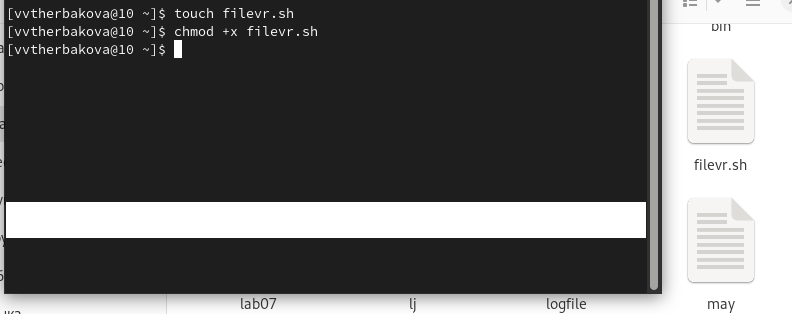 [vvtherbakova@10 ~]$ touch filevr.sh
[vvtherbakova@10 ~]$ chmod +x filevr.sh
[vvtherbakova@10 ~]$
bin
filevr.sh
lab07
lj
logfile
may